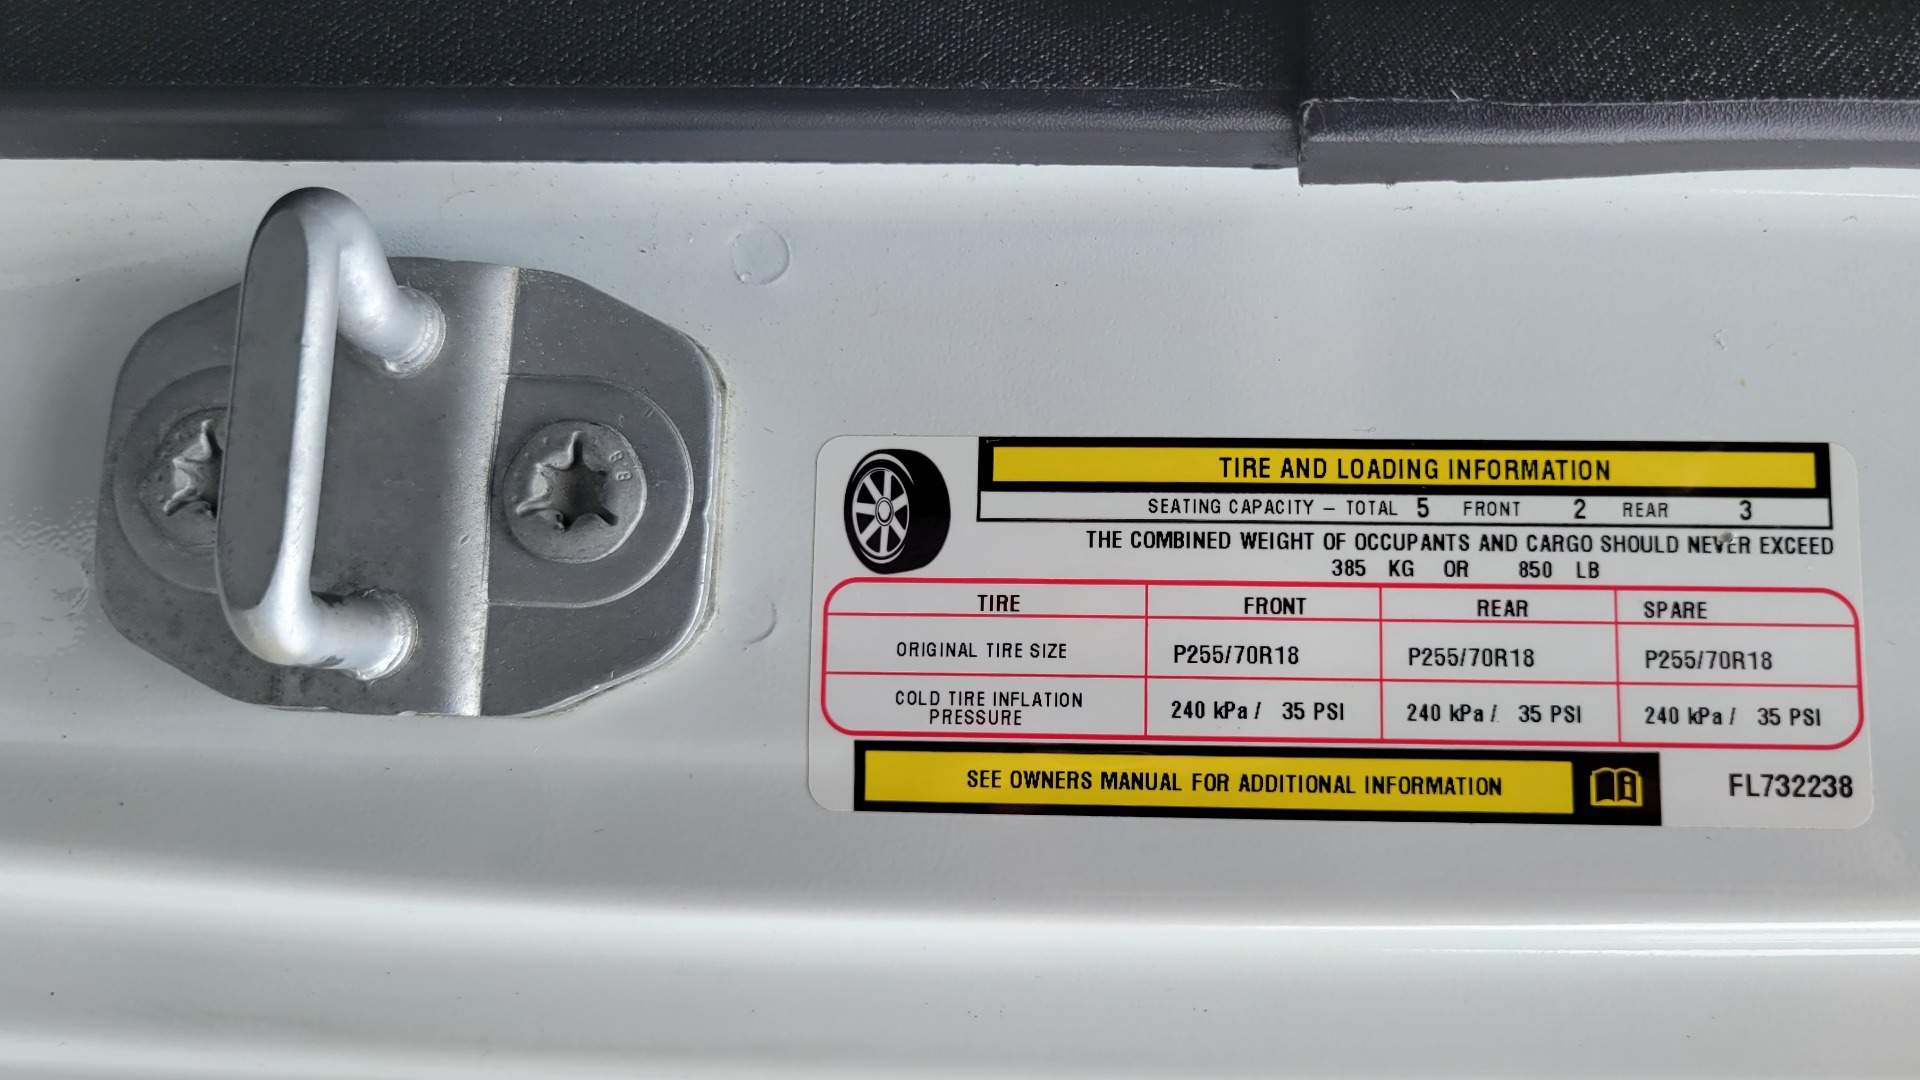 TIRE AND LOADING INFORMATION
SEATING CAPACITY – TOTAL 5 FRONT 2 REAR 3
THE COMBINED WEIGHT OF OCCUPANTS AND CARGO SHOULD NEVER EXCEED
385 KG OR 850 LB
TIRE FRONT REAR SPARE
ORIGINAL TIRE SIZE P255/70R18 P255/70R18 P255/70R18
COLD TIRE INFLATION
PRESSURE 240 kPa / 35 PSI 240 kPa / 35 PSI 240 kPa / 35 PSI
SEE OWNERS MANUAL FOR ADDITIONAL INFORMATION
FL732238
8.8